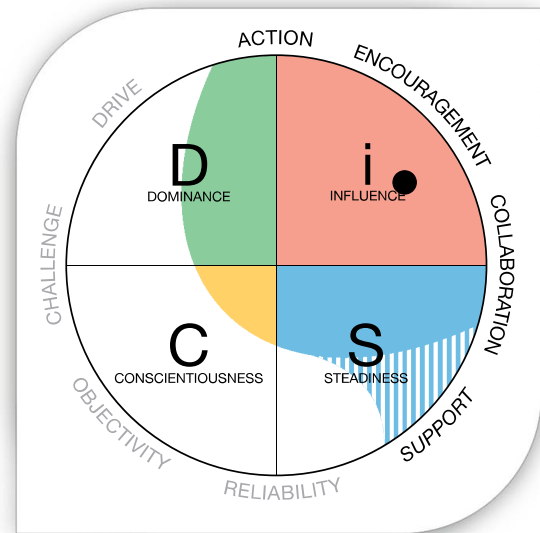 ACTION
ENCOURAGEMENT
DRIVE
D
DOMINANCE
i
INFLUENCE
COLLABORATION
CHALLENGE
C
CONSCIENTIOUSNESS
S
STEADINESS
OBJECTIVITY
SUPPORT
RELIABILITY